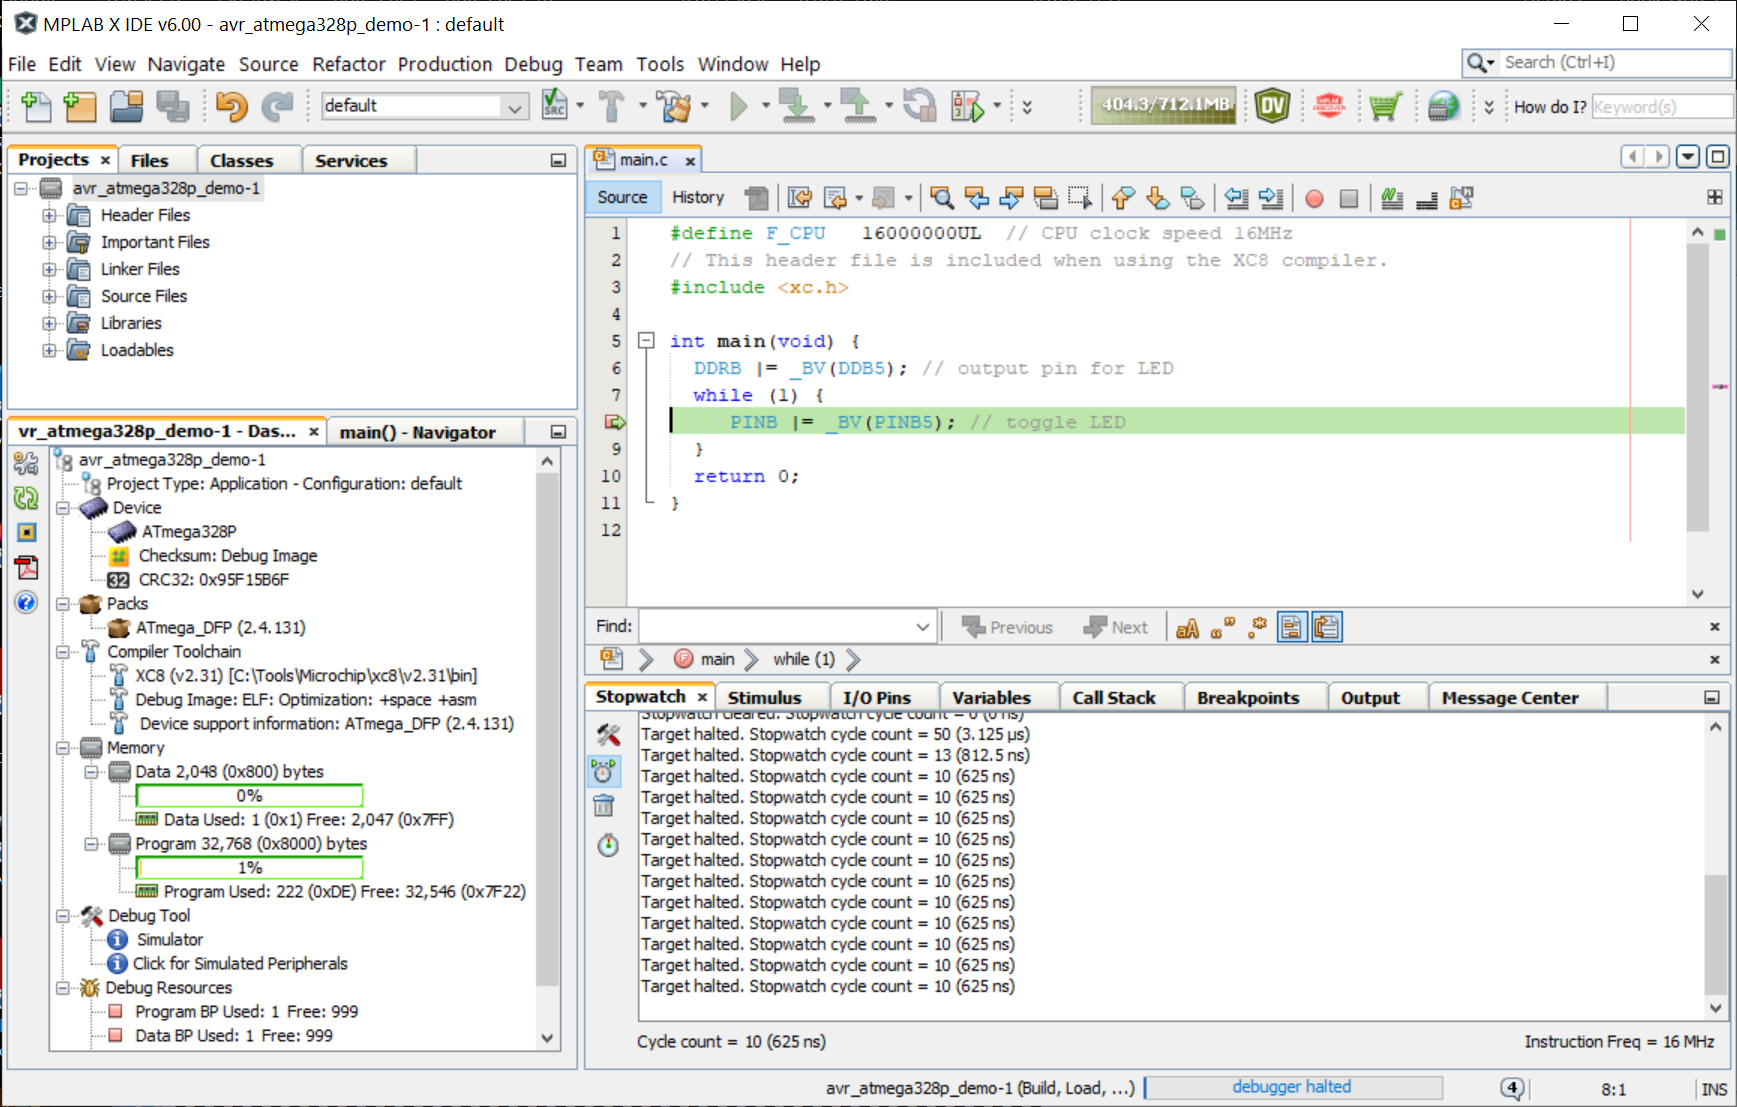 MPLAB X IDE v6.00 - avr_atmega328p_demo-1 : default
File Edit View Navigate Source Refactor Production Debug Team Tools Window Help
Search (Ctrl+I)
default
SRC
404.3/712.1MB
DV
How do I? Keyword(s)
Projects Files Classes Services
avr_atmega328p_demo-1
Header Files
Important Files
Linker Files
Source Files
Libraries
Loadables
vr_atmega328p_demo-1 - Das... main() - Navigator
avr_atmega328p_demo-1
Project Type: Application - Configuration: default
Device
ATmega328P
Checksum: Debug Image
32 CRC32: 0x95F15B6F
Packs
ATmega_DFP (2.4.131)
Compiler Toolchain
XC8 (v2.31) [C:\Tools\Microchip\xc8\v2.31\bin]
Debug Image: ELF: Optimization: +space +asm
Device support information: ATmega_DFP (2.4.131)
Memory
Data 2,048 (0x800) bytes
0%
Data Used: 1 (0x1) Free: 2,047 (0x7FF)
Program 32,768 (0x8000) bytes
1%
Program Used: 222 (0xDE) Free: 32,546 (0x7F22)
Debug Tool
Simulator
Click for Simulated Peripherals
Debug Resources
Program BP Used: 1 Free: 999
Data BP Used: 1 Free: 999
main.c
Source History
1 #define F_CPU 16000000UL // CPU clock speed 16MHz
2 // This header file is included when using the XC8 compiler.
3 #include <xc.h>
4
5 int main(void) {
6 DDRB |= _BV(DDB5); // output pin for LED
7 while (1) {
PINB |= _BV(PINB5); // toggle LED
9 }
10 return 0;
11 }
12
Find: Previous Next
main while (1)
Stopwatch Stimulus I/O Pins Variables Call Stack Breakpoints Output Message Center
Stopwatch cleared. Stopwatch cycle count = 0 (0 ns)
Target halted. Stopwatch cycle count = 50 (3.125 µs)
Target halted. Stopwatch cycle count = 13 (812.5 ns)
Target halted. Stopwatch cycle count = 10 (625 ns)
Target halted. Stopwatch cycle count = 10 (625 ns)
Target halted. Stopwatch cycle count = 10 (625 ns)
Target halted. Stopwatch cycle count = 10 (625 ns)
Target halted. Stopwatch cycle count = 10 (625 ns)
Target halted. Stopwatch cycle count = 10 (625 ns)
Target halted. Stopwatch cycle count = 10 (625 ns)
Target halted. Stopwatch cycle count = 10 (625 ns)
Target halted. Stopwatch cycle count = 10 (625 ns)
Target halted. Stopwatch cycle count = 10 (625 ns)
Target halted. Stopwatch cycle count = 10 (625 ns)
Cycle count = 10 (625 ns) Instruction Freq = 16 MHz
avr_atmega328p_demo-1 (Build, Load, ...) debugger halted 4 8:1 INS